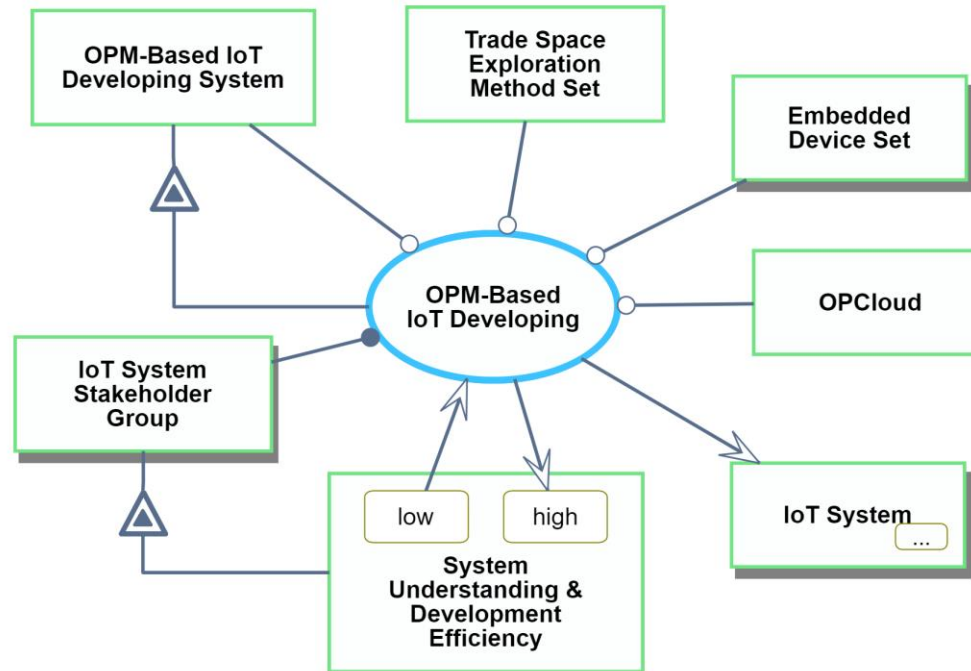 OPM-Based IoT
Developing System
Trade Space
Exploration
Method Set
Embedded
Device Set
OPM-Based
IoT Developing
OPCloud
IoT System
Stakeholder
Group
low
high
System
Understanding &
Development
Efficiency
IoT System
...